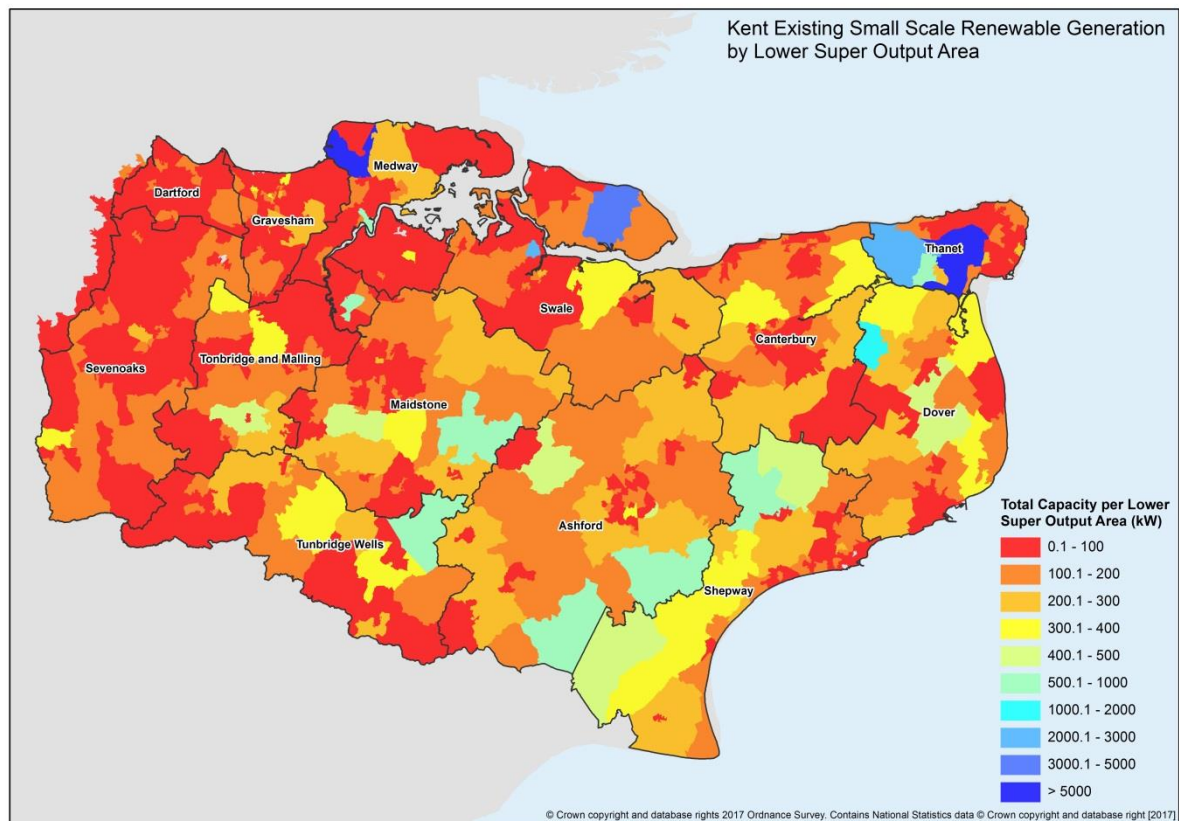 Kent Existing Small Scale Renewable Generation
by Lower Super Output Area
Medway
Dartford
Gravesham
Thanet
Swale
Canterbury
Tonbridge and Malling
Sevenoaks
Maidstone
Dover
Ashford
Tunbridge Wells
Shepway
Total Capacity per Lower
Super Output Area (kW)
0.1 - 100
100.1 - 200
200.1 - 300
300.1 - 400
400.1 - 500
500.1 - 1000
1000.1 - 2000
2000.1 - 3000
3000.1 - 5000
> 5000
© Crown copyright and database rights 2017 Ordnance Survey. Contains National Statistics data © Crown copyright and database right [2017]